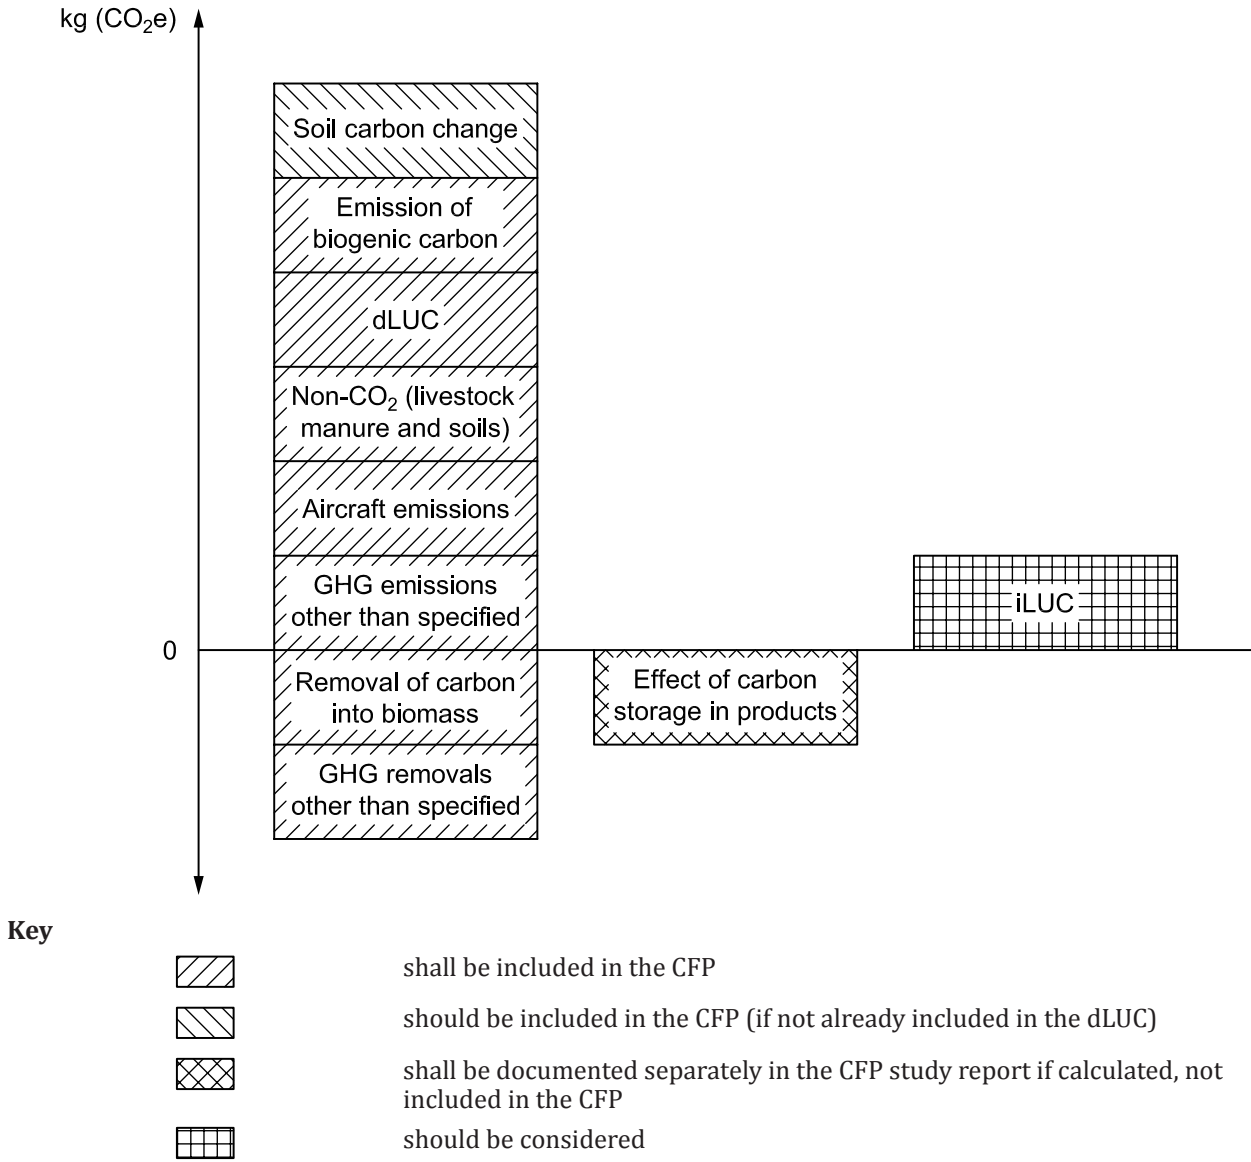 kg (CO₂e)
Soil carbon change
Emission of
biogenic carbon
dLUC
Non-CO₂ (livestock
manure and soils)
Aircraft emissions
GHG emissions
other than specified
iLUC
0
Removal of carbon
into biomass
Effect of carbon
storage in products
GHG removals
other than specified
Key
shall be included in the CFP
should be included in the CFP (if not already included in the dLUC)
shall be documented separately in the CFP study report if calculated, not
included in the CFP
should be considered